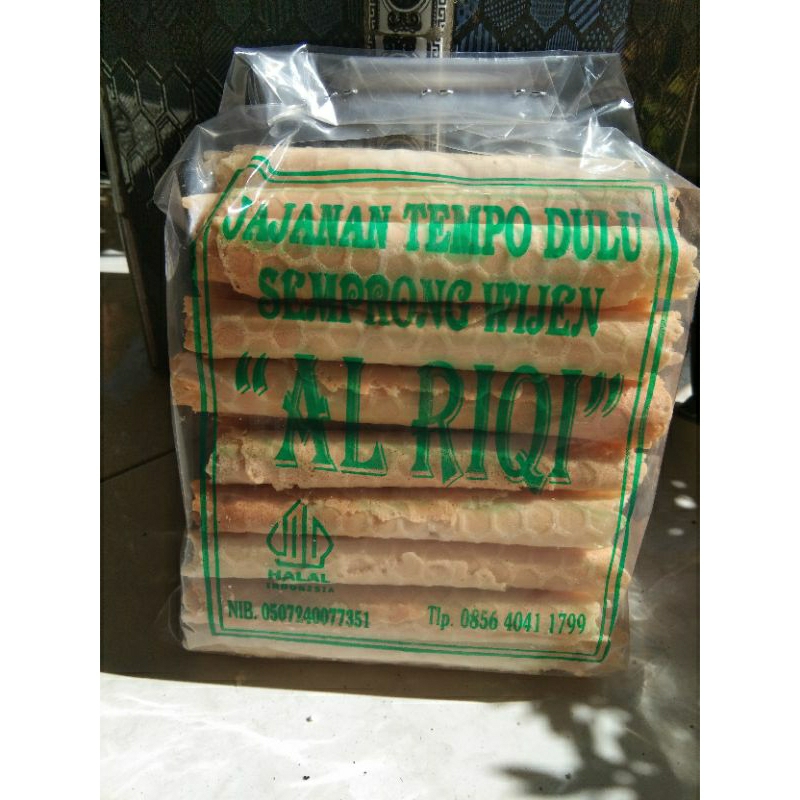 JAJANAN TEMPO DULU
SEMPRONG WIJEN
"AL RIQI"
HALAL
INDONESIA
NIB. 0507240077351 Tlp. 0856 4041 1799